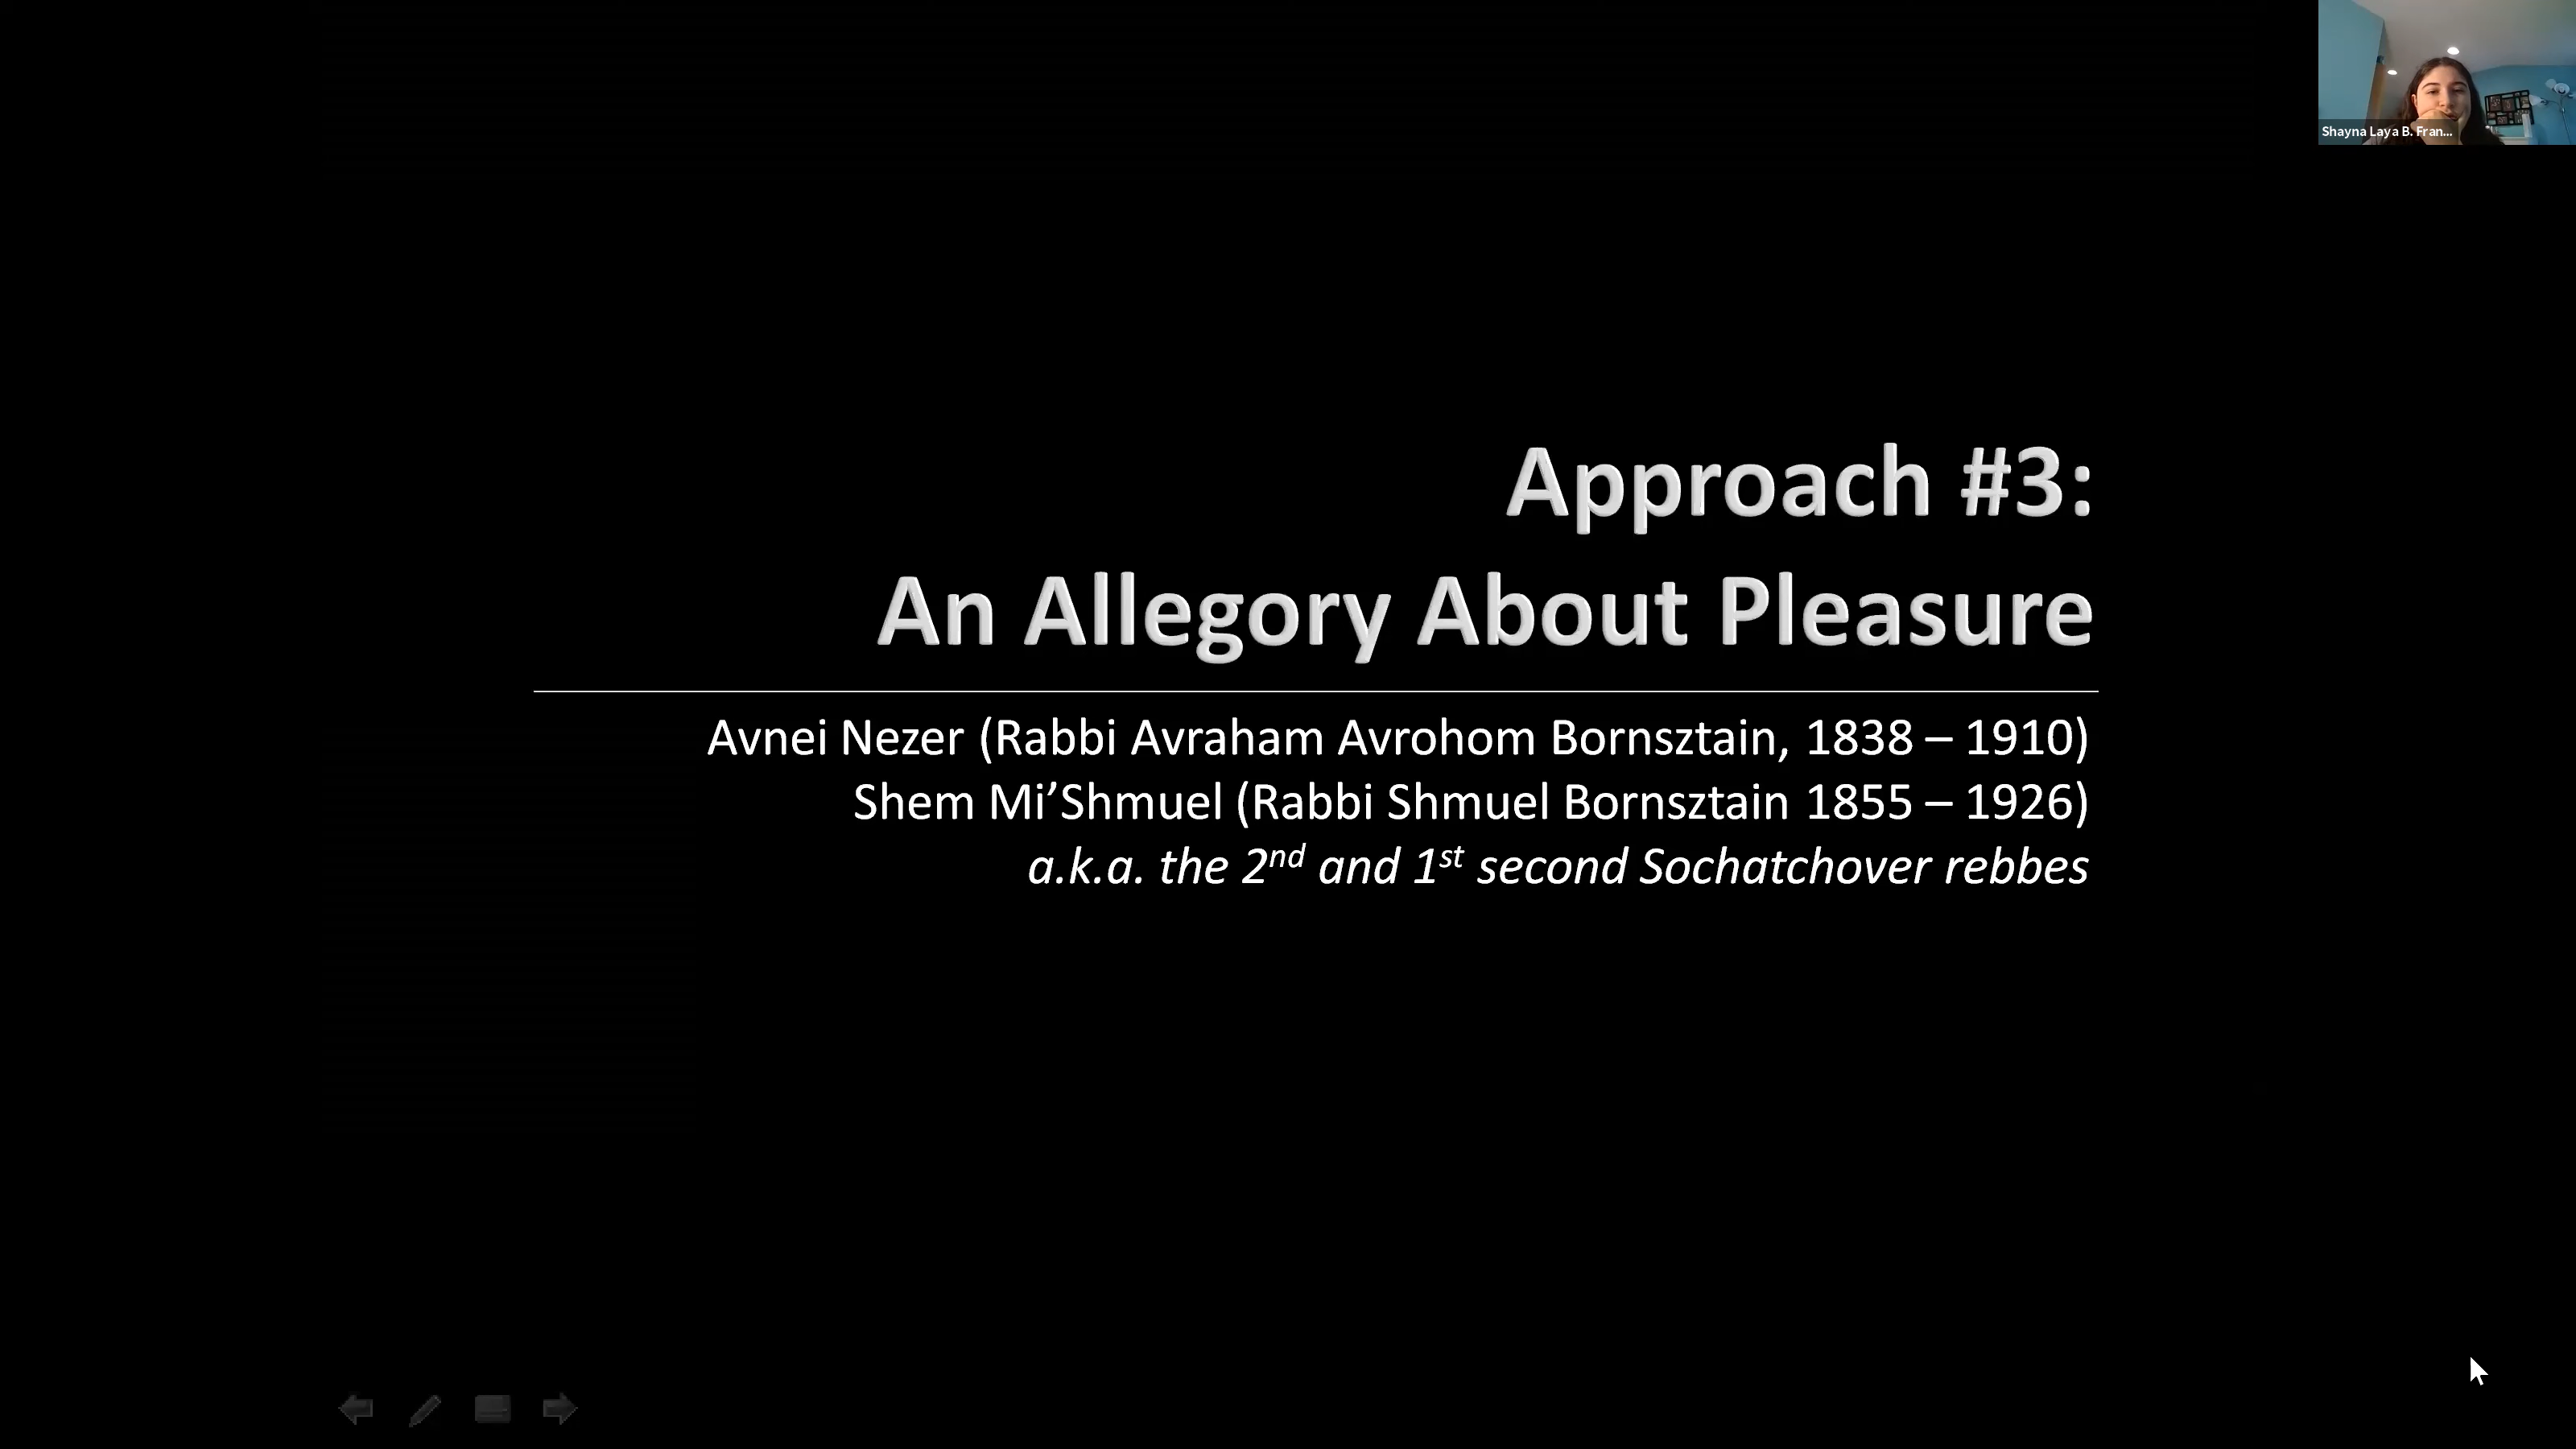 Shayna Laya B. Fran...
Approach #3:
An Allegory About Pleasure
Avnei Nezer (Rabbi Avraham Avrohom Bornsztain, 1838 – 1910)
Shem Mi’Shmuel (Rabbi Shmuel Bornsztain 1855 – 1926)
a.k.a. the 2nd and 1st second Sochatchover rebbes